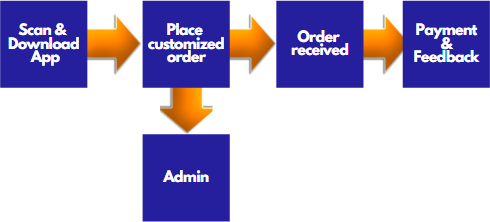 Scan &
Download
App
Place
customized
order
Order
received
Payment
&
Feedback
Admin